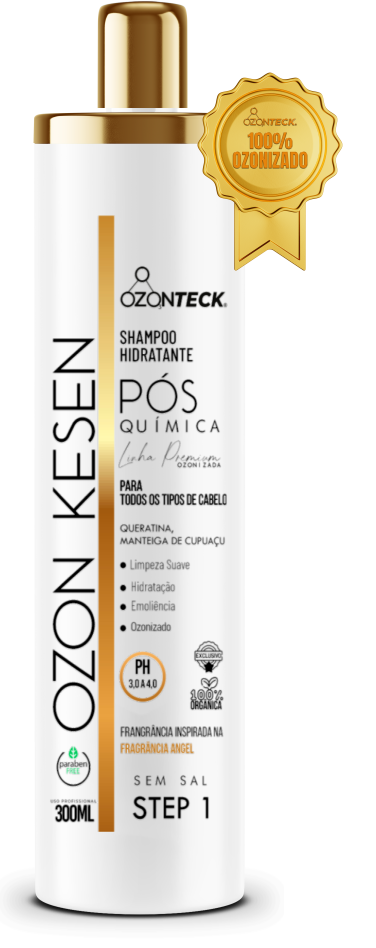 OZONTECK.
100%
OZONIZADO
OZONTECK®
SHAMPOO
HIDRATANTE
PÓS
QUÍMICA
Linha Premium
OZONIZADA
PARA
TODOS OS TIPOS DE CABELO
QUERATINA,
MANTEIGA DE CUPUAÇU
• Limpeza Suave
• Hidratação
• Emoliência
• Ozonizado
PH
3,0 A 4,0
EXCLUSIVO
100%
ORGÂNICA
FRANGRÂNCIA INSPIRADA NA
FRAGRÂNCIA ANGEL
SEM SAL
STEP 1
OZON KESEN
paraben
FREE
USO PROFISSIONAL
300ML